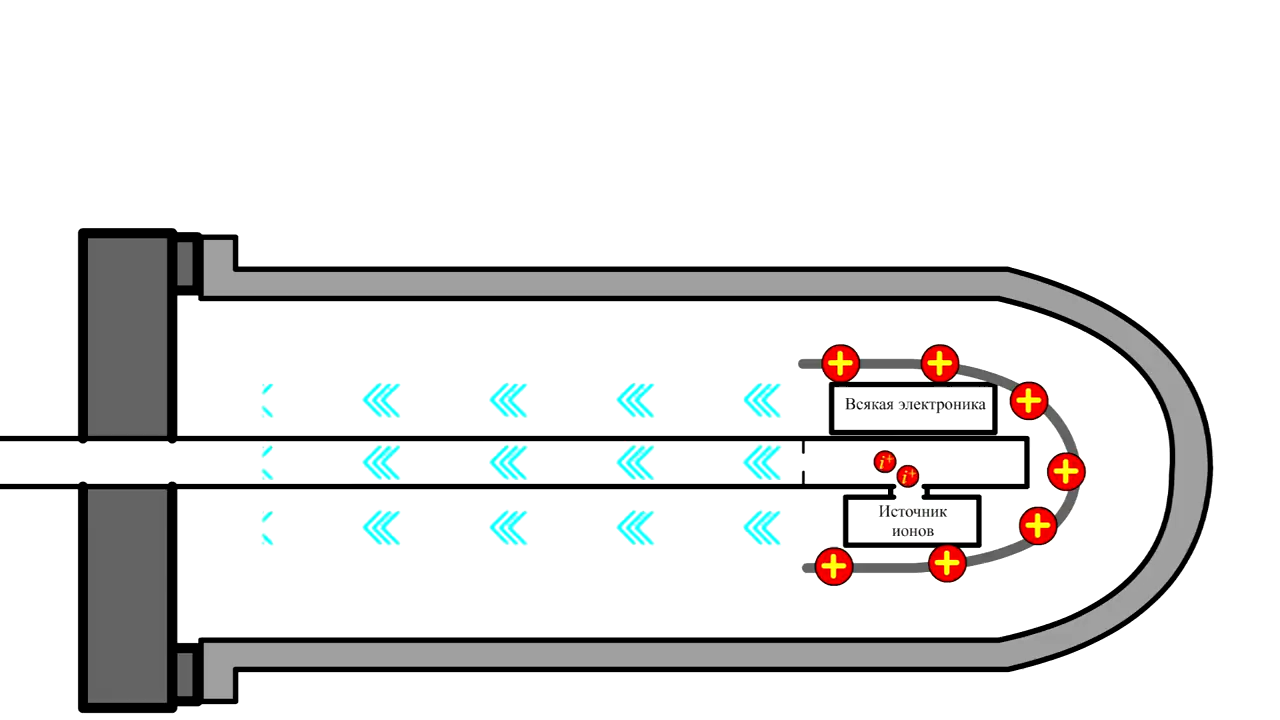 Всякая электроника
i⁺
i⁺
Источник
ионов